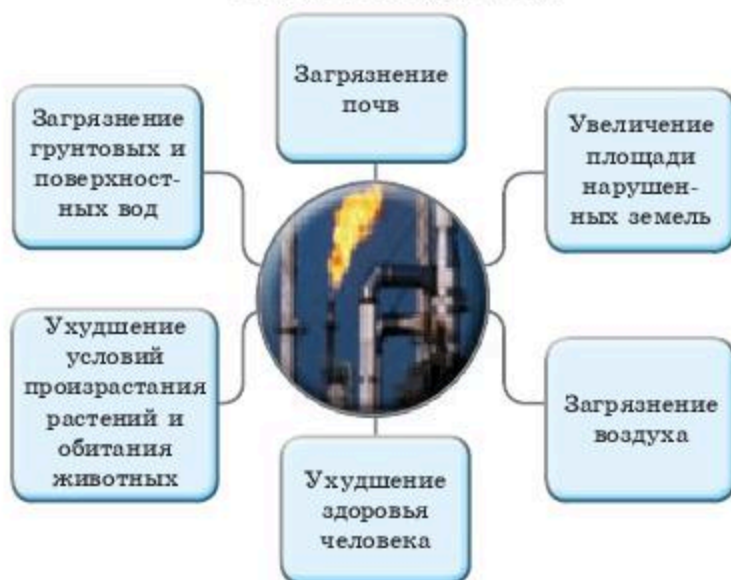 Загрязнение
почв
Загрязнение
грунтовых и
поверхност-
ных вод
Увеличение
площади
нарушен-
ных земель
Ухудшение
условий
произрастания
растений и
обитания
животных
Загрязнение
воздуха
Ухудшение
здоровья
человека